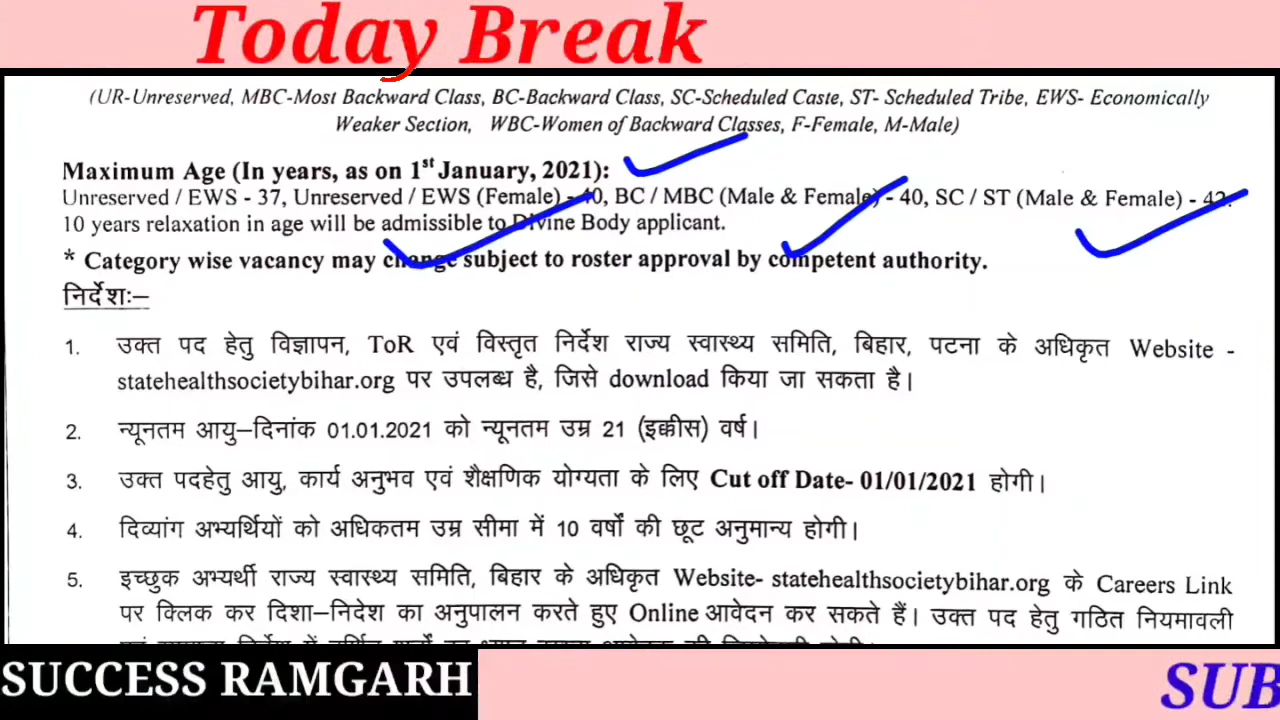 Today Break
(UR-Unreserved, MBC-Most Backward Class, BC-Backward Class, SC-Scheduled Caste, ST- Scheduled Tribe, EWS- Economically
Weaker Section, WBC-Women of Backward Classes, F-Female, M-Male)
Maximum Age (In years, as on 1st January, 2021):
Unreserved / EWS - 37, Unreserved / EWS (Female) - 40, BC / MBC (Male & Female) - 40, SC / ST (Male & Female) - 42.
10 years relaxation in age will be admissible to Divine Body applicant.
* Category wise vacancy may change subject to roster approval by competent authority.
निर्देशः–
1. उक्त पद हेतु विज्ञापन, ToR एवं विस्तृत निर्देश राज्य स्वास्थ्य समिति, बिहार, पटना के अधिकृत Website -
statehealthsocietybihar.org पर उपलब्ध है, जिसे download किया जा सकता है।
2. न्यूनतम आयु–दिनांक 01.01.2021 को न्यूनतम उम्र 21 (इक्कीस) वर्ष।
3. उक्त पदहेतु आयु, कार्य अनुभव एवं शैक्षणिक योग्यता के लिए Cut off Date- 01/01/2021 होगी।
4. दिव्यांग अभ्यर्थियों को अधिकतम उम्र सीमा में 10 वर्षो की छूट अनुमान्य होगी।
5. इच्छुक अभ्यर्थी राज्य स्वास्थ्य समिति, बिहार के अधिकृत Website- statehealthsocietybihar.org के Careers Link
पर क्लिक कर दिशा–निदेश का अनुपालन करते हुए Online आवेदन कर सकते हैं। उक्त पद हेतु गठित नियमावली
SUCCESS RAMGARH
SUB